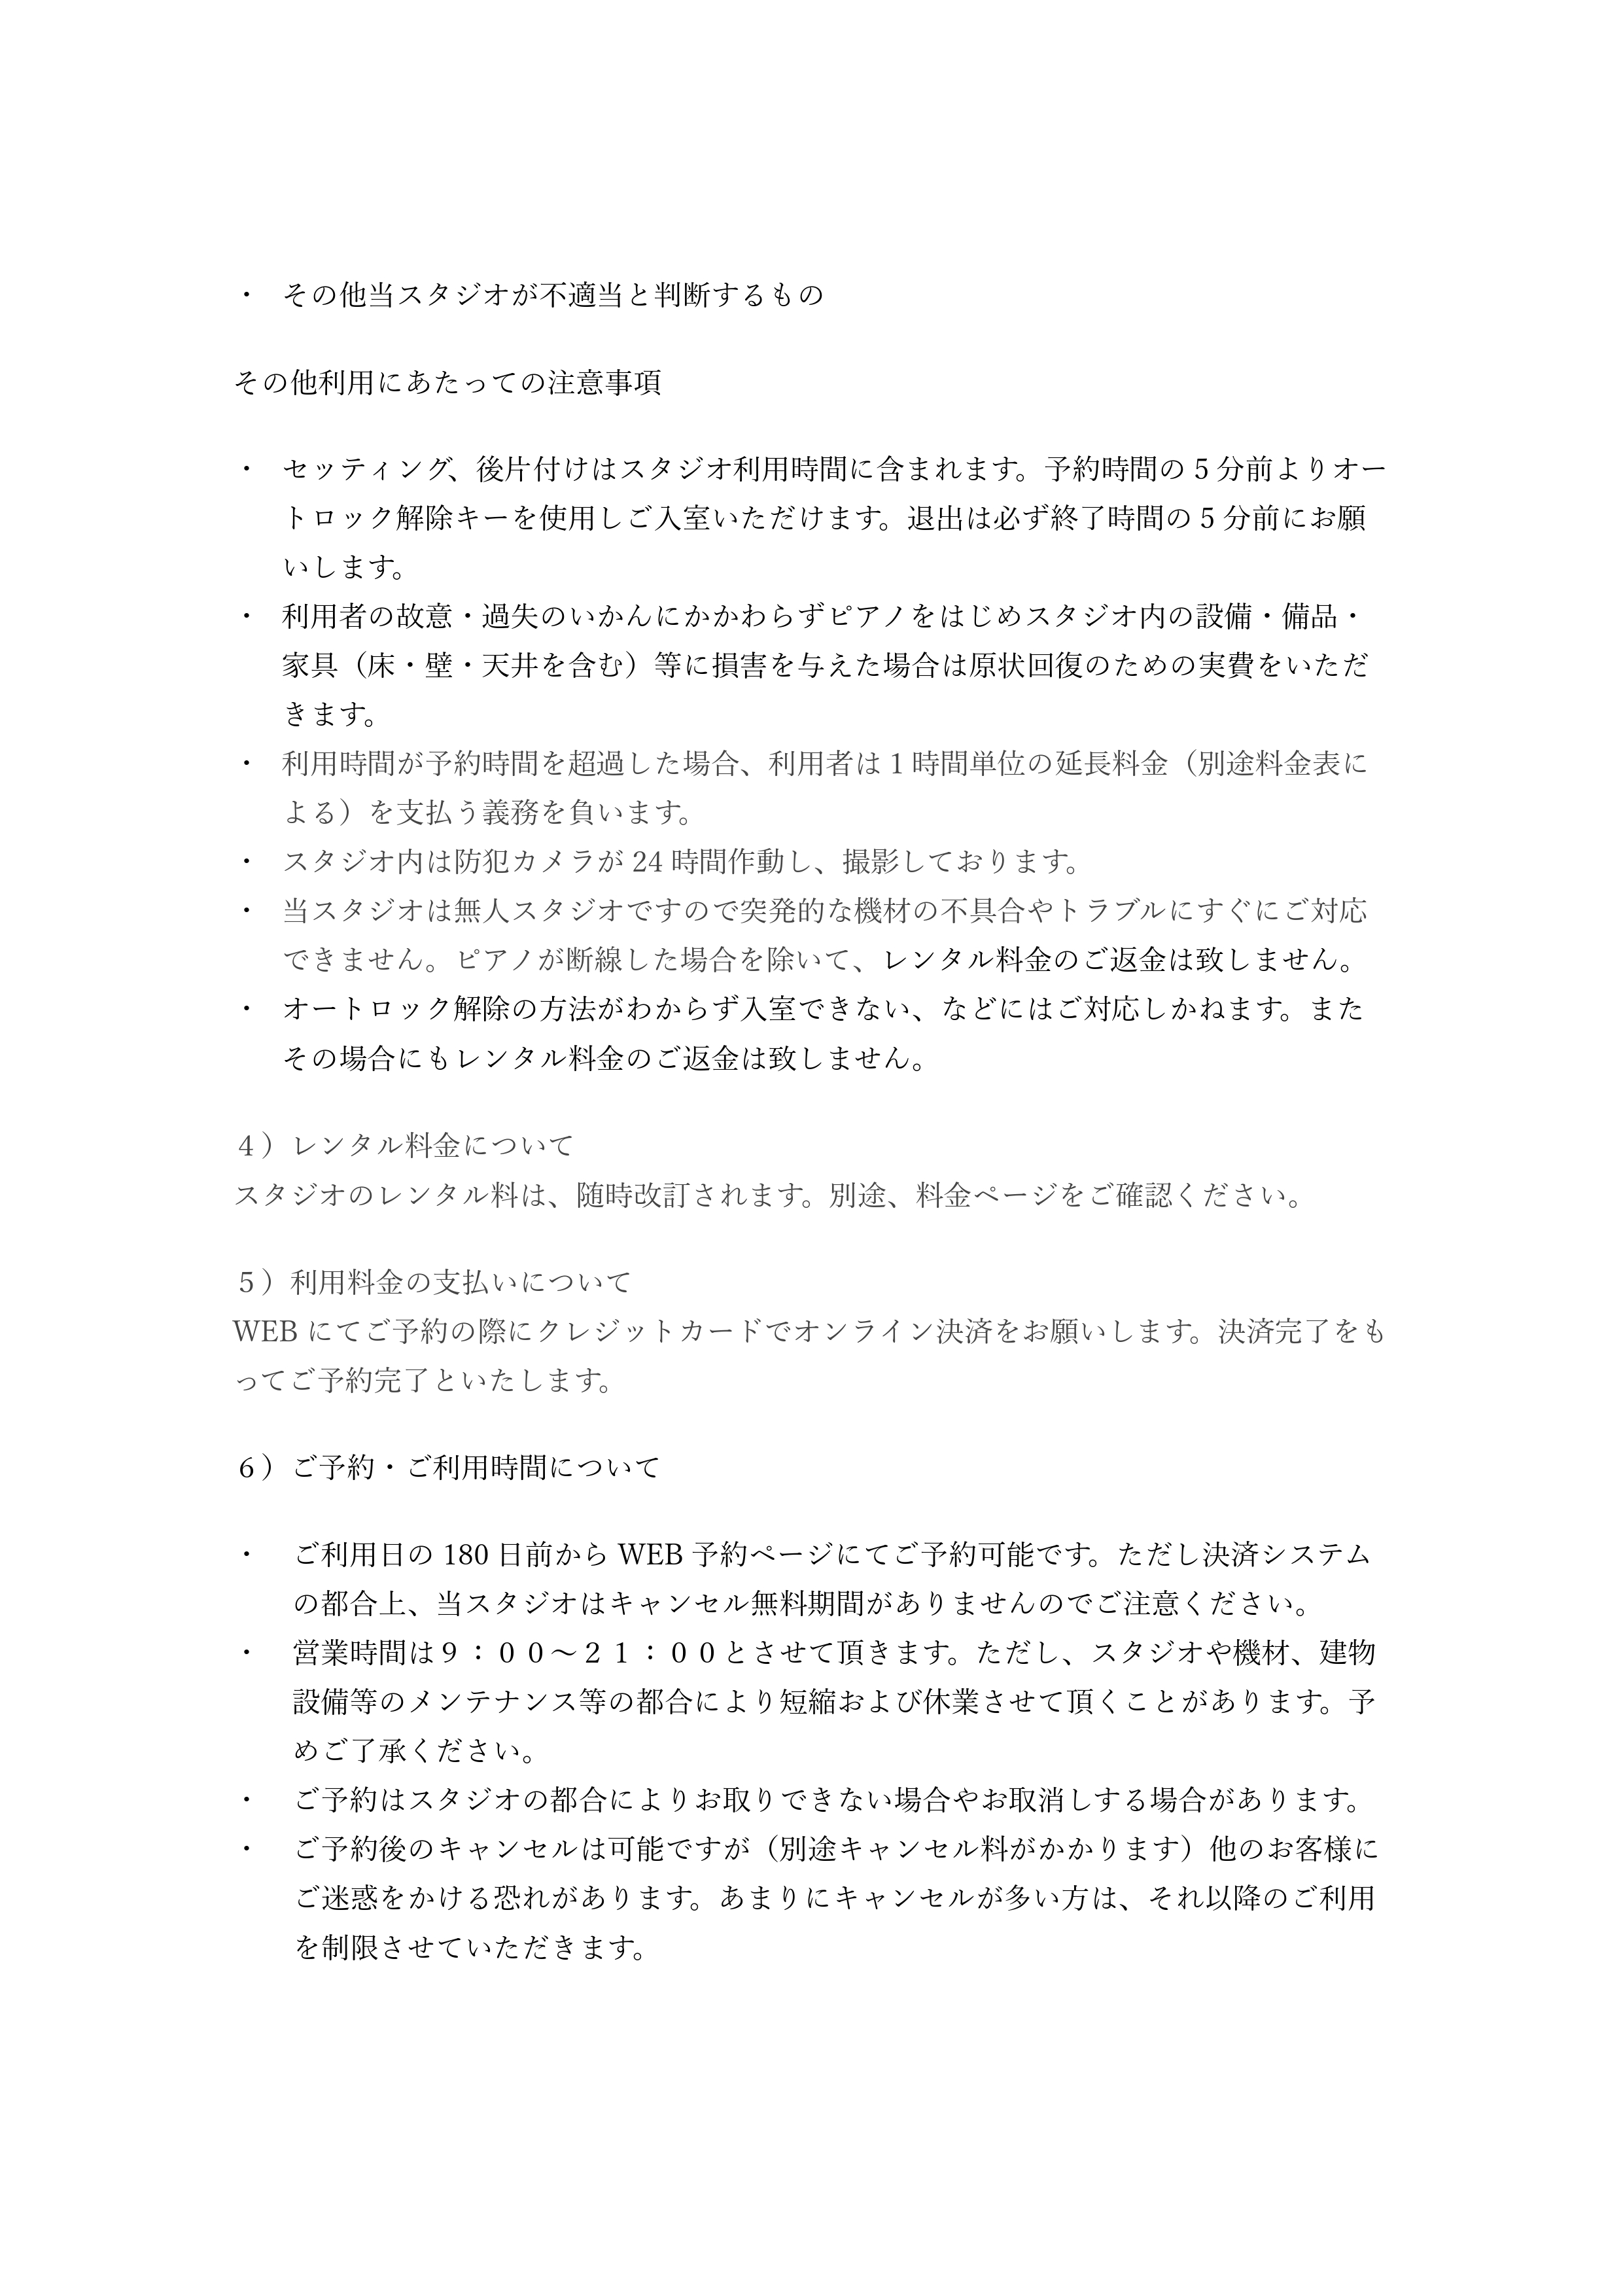 ・ その他当スタジオが不適当と判断するもの
その他利用にあたっての注意事項
・ セッティング、後片付けはスタジオ利用時間に含まれます。予約時間の 5 分前よりオー
トロック解除キーを使用しご入室いただけます。退出は必ず終了時間の 5 分前にお願
いします。
・ 利用者の故意・過失のいかんにかかわらずピアノをはじめスタジオ内の設備・備品・
家具（床・壁・天井を含む）等に損害を与えた場合は原状回復のための実費をいただ
きます。
・ 利用時間が予約時間を超過した場合、利用者は 1 時間単位の延長料金（別途料金表に
よる）を支払う義務を負います。
・ スタジオ内は防犯カメラが 24 時間作動し、撮影しております。
・ 当スタジオは無人スタジオですので突発的な機材の不具合やトラブルにすぐにご対応
できません。ピアノが断線した場合を除いて、レンタル料金のご返金は致しません。
・ オートロック解除の方法がわからず入室できない、などにはご対応しかねます。また
その場合にもレンタル料金のご返金は致しません。
４）レンタル料金について
スタジオのレンタル料は、随時改訂されます。別途、料金ページをご確認ください。
５）利用料金の支払いについて
WEB にてご予約の際にクレジットカードでオンライン決済をお願いします。決済完了をも
ってご予約完了といたします。
６）ご予約・ご利用時間について
・ ご利用日の 180 日前から WEB 予約ページにてご予約可能です。ただし決済システム
の都合上、当スタジオはキャンセル無料期間がありませんのでご注意ください。
・ 営業時間は９：００～２１：００とさせて頂きます。ただし、スタジオや機材、建物
設備等のメンテナンス等の都合により短縮および休業させて頂くことがあります。予
めご了承ください。
・ ご予約はスタジオの都合によりお取りできない場合やお取消しする場合があります。
・ ご予約後のキャンセルは可能ですが（別途キャンセル料がかかります）他のお客様に
ご迷惑をかける恐れがあります。あまりにキャンセルが多い方は、それ以降のご利用
を制限させていただきます。